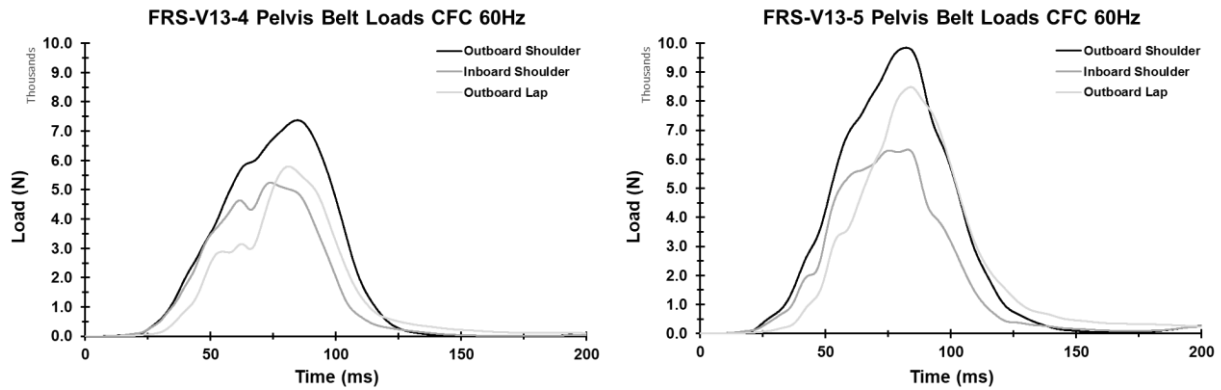 FRS-V13-4 Pelvis Belt Loads CFC 60Hz
Thousands
Load (N)
10.0
9.0
8.0
7.0
6.0
5.0
4.0
3.0
2.0
1.0
0.0
Outboard Shoulder
Inboard Shoulder
Outboard Lap
0 50 100 150 200
Time (ms)
FRS-V13-5 Pelvis Belt Loads CFC 60Hz
Thousands
Load (N)
10.0
9.0
8.0
7.0
6.0
5.0
4.0
3.0
2.0
1.0
0.0
Outboard Shoulder
Inboard Shoulder
Outboard Lap
0 50 100 150 200
Time (ms)